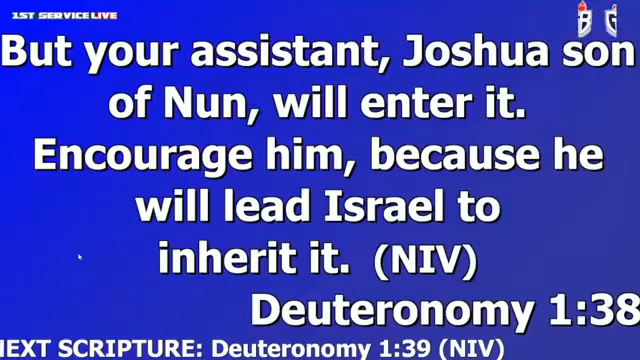 1ST SERVICE LIVE
B G
But your assistant, Joshua son
of Nun, will enter it.
Encourage him, because he
will lead Israel to
inherit it. (NIV)
Deuteronomy 1:38
NEXT SCRIPTURE: Deuteronomy 1:39 (NIV)